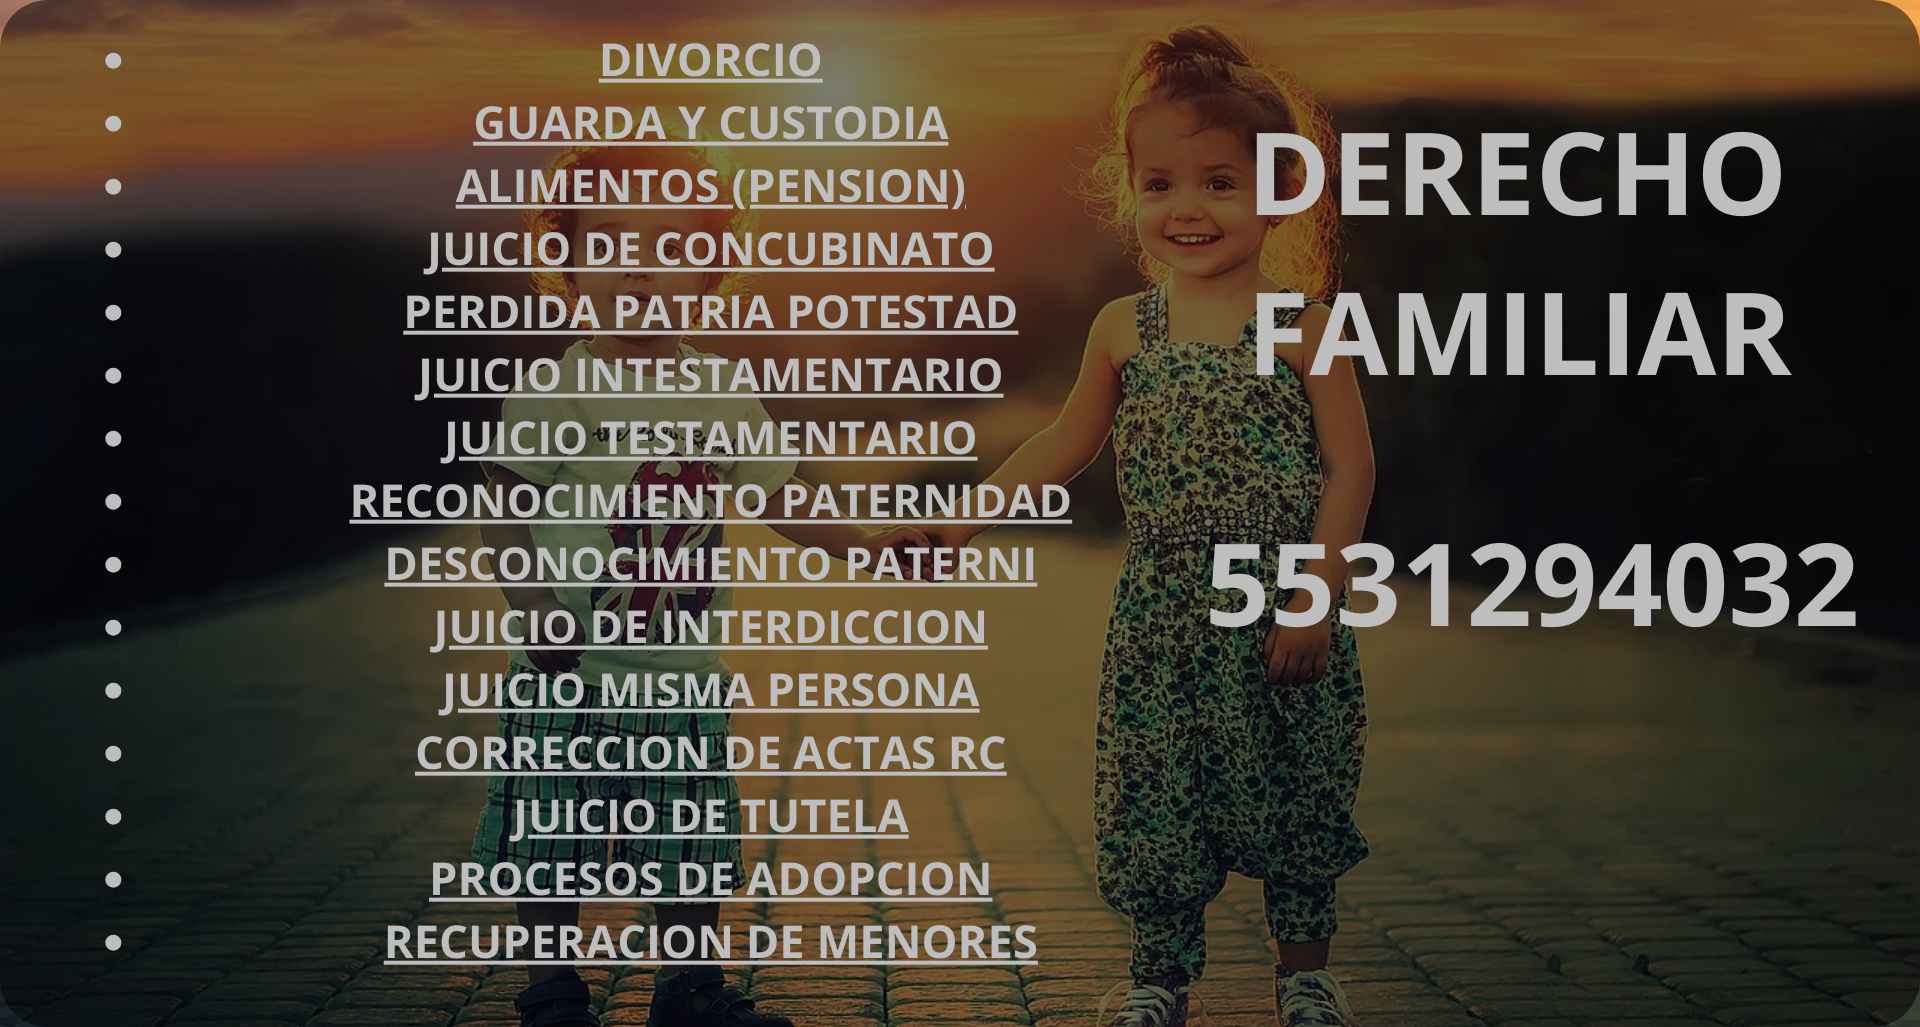 DIVORCIO
GUARDA Y CUSTODIA
ALIMENTOS (PENSION)
JUICIO DE CONCUBINATO
PERDIDA PATRIA POTESTAD
JUICIO INTESTAMENTARIO
JUICIO TESTAMENTARIO
RECONOCIMIENTO PATERNIDAD
DESCONOCIMIENTO PATERNI
JUICIO DE INTERDICCION
JUICIO MISMA PERSONA
CORRECCION DE ACTAS RC
JUICIO DE TUTELA
PROCESOS DE ADOPCION
RECUPERACION DE MENORES
DERECHO
FAMILIAR
5531294032